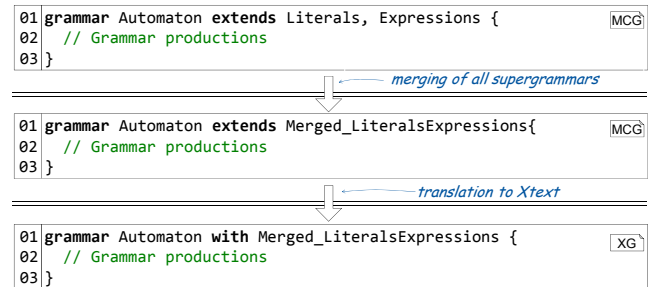 01 grammar Automaton extends Literals, Expressions { MCG
02 // Grammar productions
03 }
merging of all supergrammars
01 grammar Automaton extends Merged_LiteralsExpressions{ MCG
02 // Grammar productions
03 }
translation to Xtext
01 grammar Automaton with Merged_LiteralsExpressions { XG
02 // Grammar productions
03 }